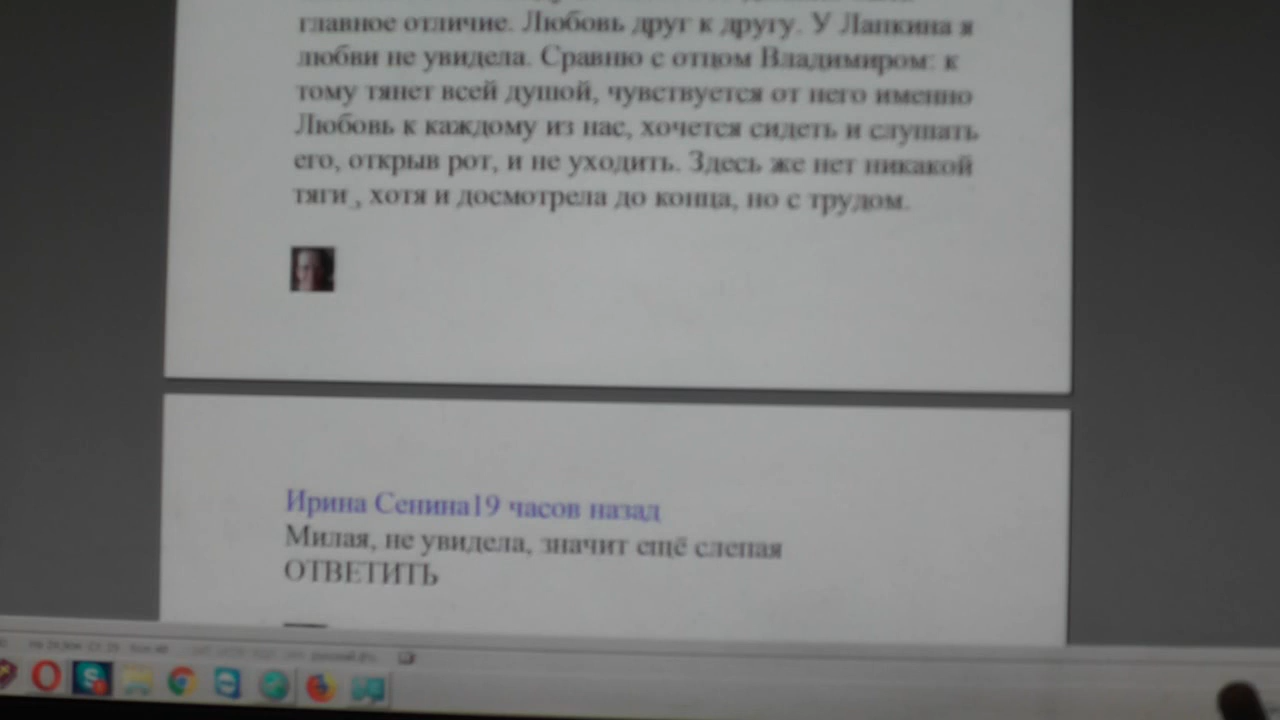 главное отличие. Любовь друг к другу. У Лапкина я
любви не увидела. Сравню с отцом Владимиром: к
тому тянет всей душой, чувствуется от него именно
Любовь к каждому из нас, хочется сидеть и слушать
его, открыв рот, и не уходить. Здесь же нет никакой
тяги , хотя и досмотрела до конца, но с трудом.
Ирина Сенина19 часов назад
Милая, не увидела, значит ещё слепая
ОТВЕТИТЬ